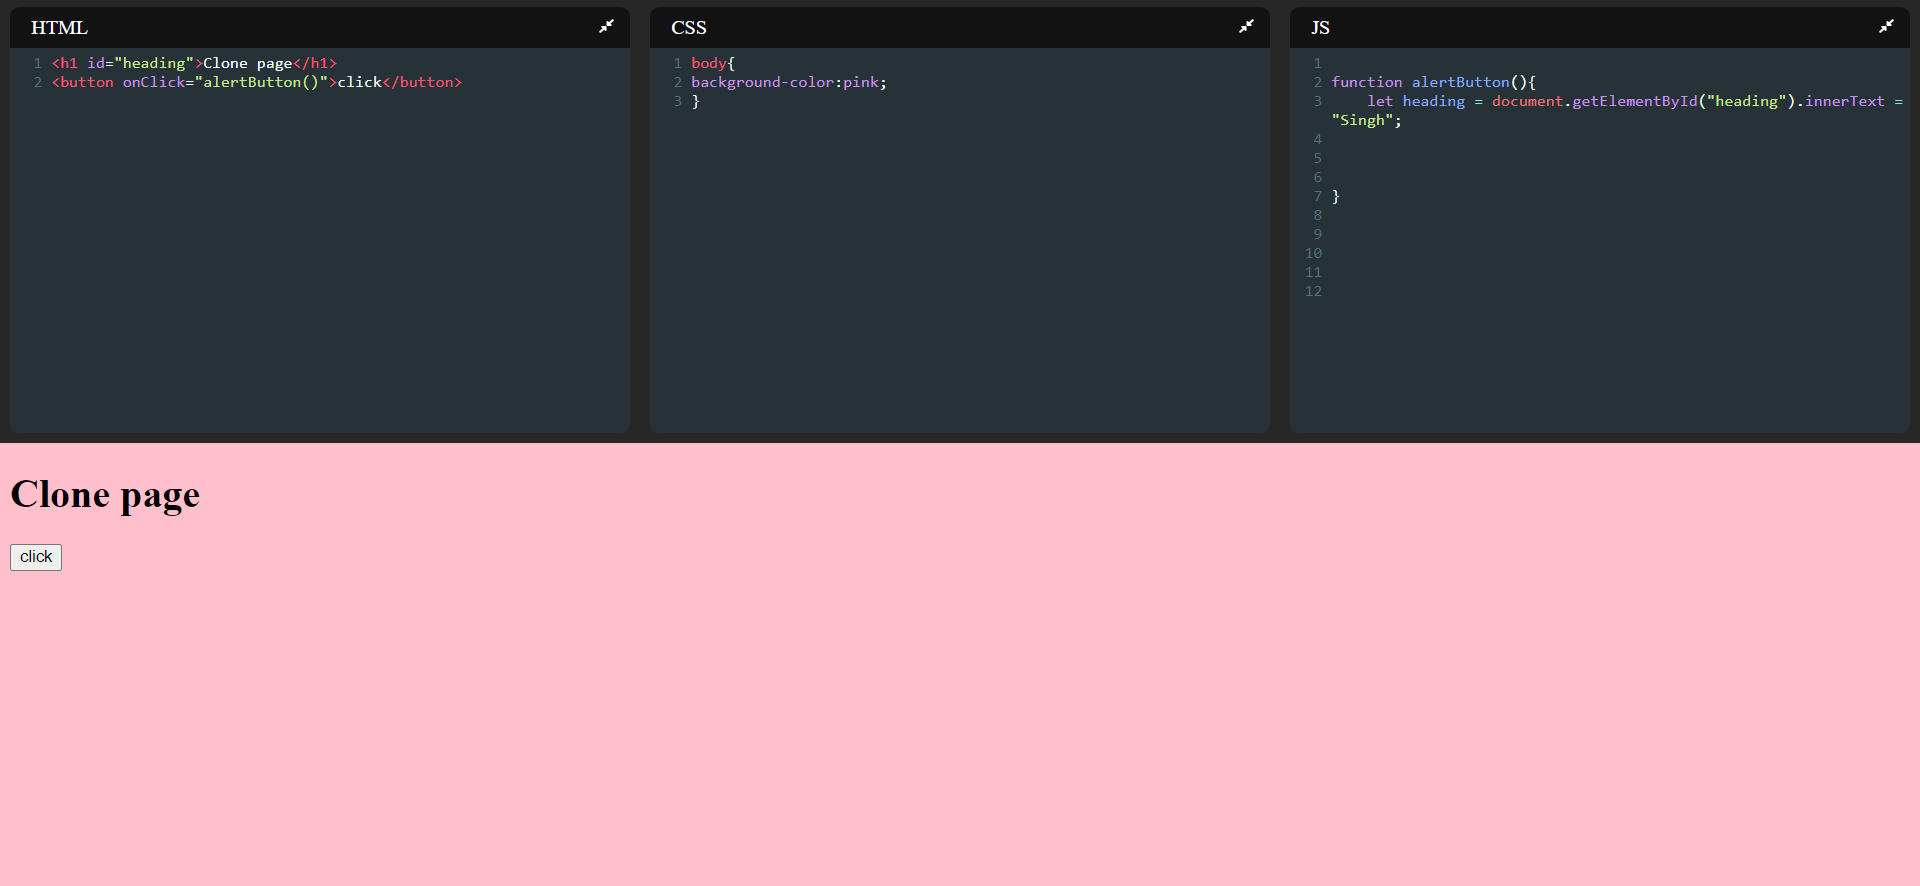 HTML
1 <h1 id="heading">Clone page</h1>
2 <button onClick="alertButton()">click</button>
CSS
1 body{
2 background-color:pink;
3 }
JS
1
2 function alertButton(){
3     let heading = document.getElementById("heading").innerText =
"Singh";
4
5
6
7 }
8
9
10
11
12
Clone page
click